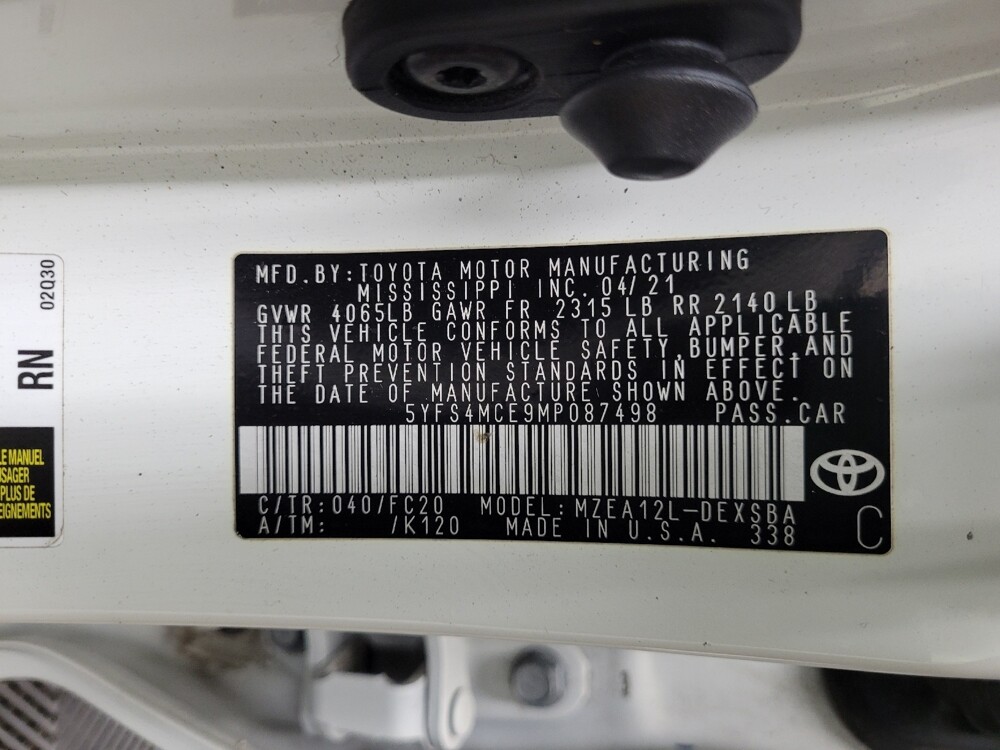 02Q30
RN
LE MANUEL
USAGER
PLUS DE
EIGNEMENTS
MFD. BY: TOYOTA MOTOR MANUFACTURING
MISSISSIPPI INC. 04/21
GVWR 4065LB GAWR FR 2315 LB RR 2140 LB
THIS VEHICLE CONFORMS TO ALL APPLICABLE
FEDERAL MOTOR VEHICLE SAFETY, BUMPER, AND
THEFT PREVENTION STANDARDS IN EFFECT ON
THE DATE OF MANUFACTURE SHOWN ABOVE.
5YFS4MCE9MP087498 PASS. CAR
C/TR: 040/FC20 MODEL: MZEA12L-DEXSBA
A/TM: /K120 MADE IN U.S.A. 338
C